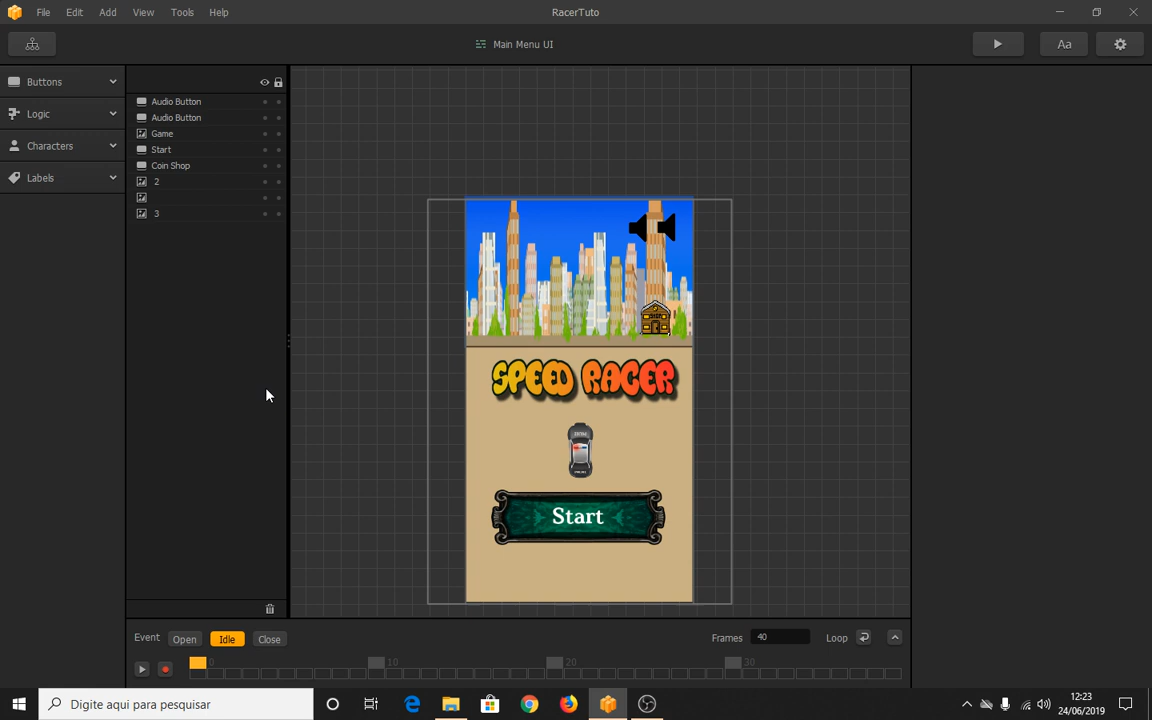 File Edit Add View Tools Help
RacerTuto
Main Menu UI
Aa
Buttons
Logic
Characters
Labels
Audio Button
Audio Button
Game
Start
Coin Shop
2
3
SPEED RACER
Start
Event Open Idle Close
Frames 40 Loop
0 10 20 30
Digite aqui para pesquisar
12:23
24/06/2019